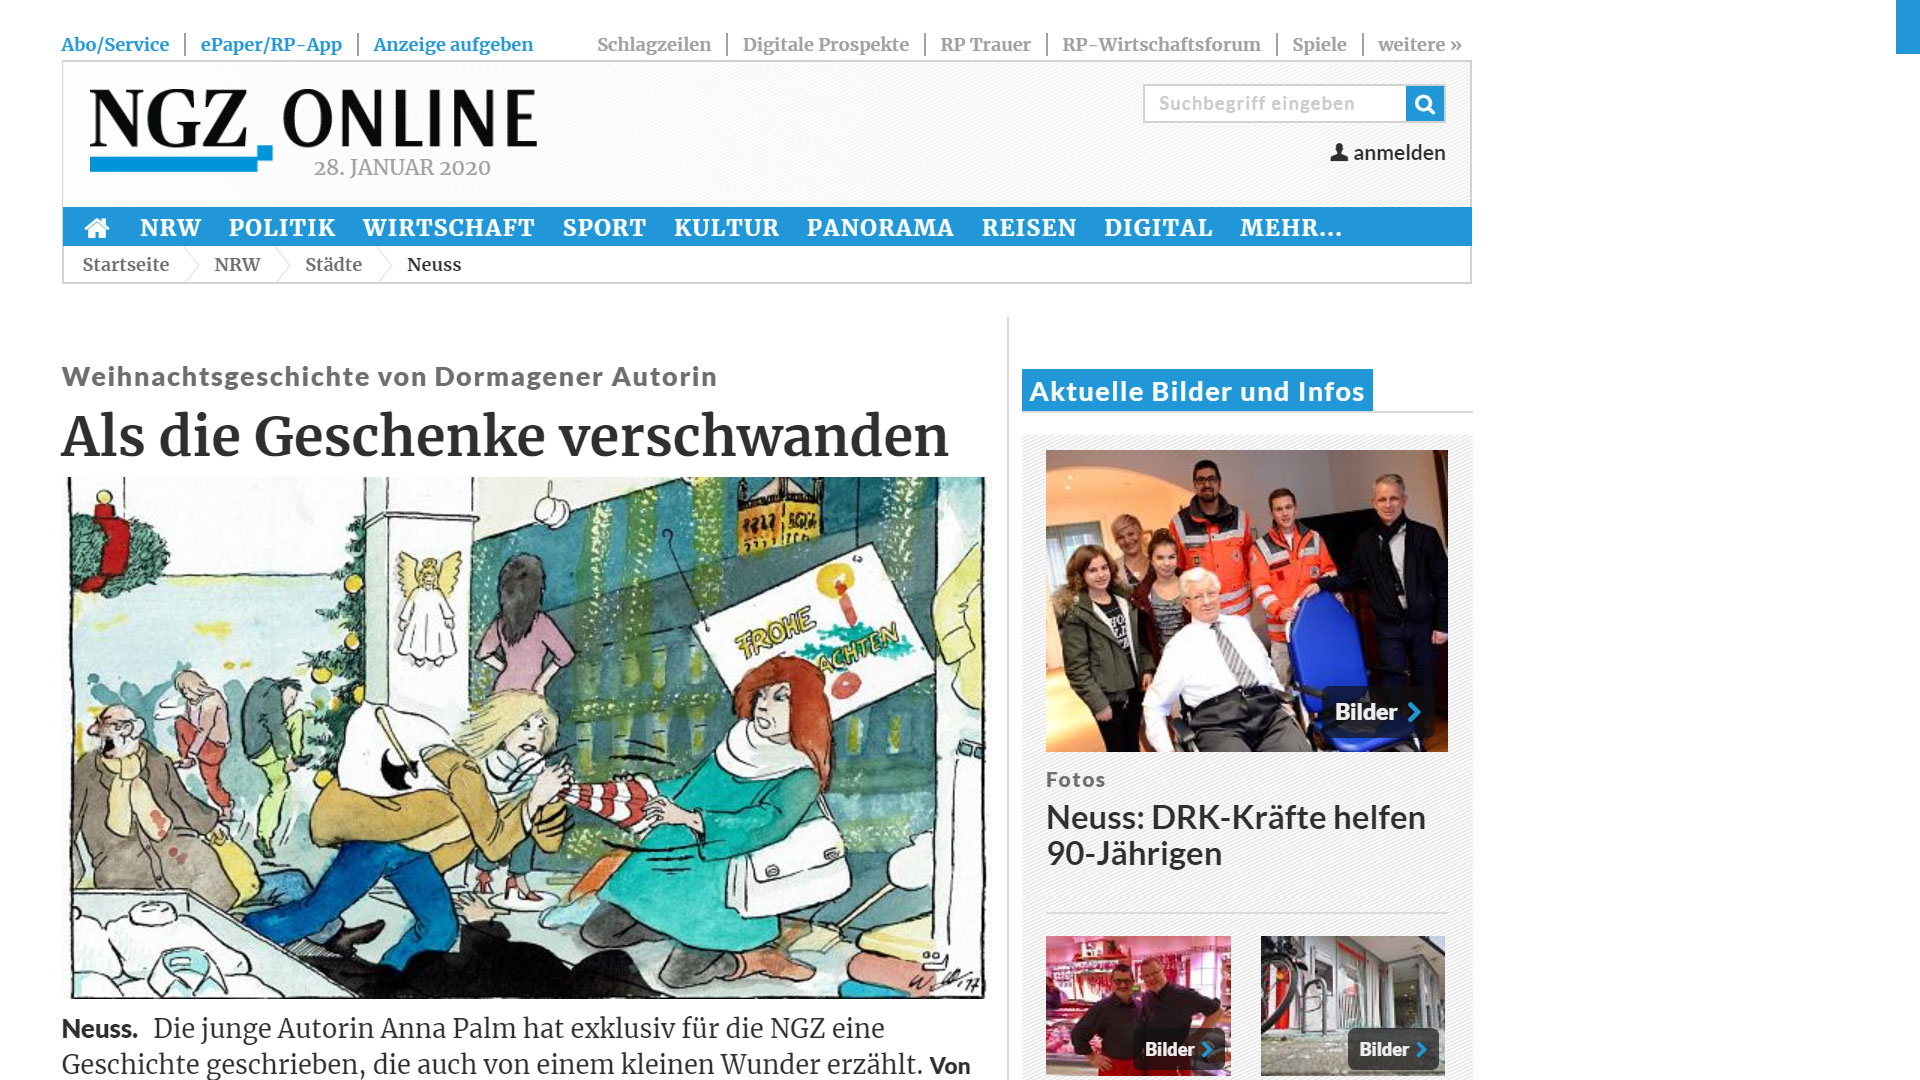 Abo/Service
ePaper/RP-App
Anzeige aufgeben
Schlagzeilen
Digitale Prospekte
RP Trauer
RP-Wirtschaftsforum
Spiele
weitere »
NGZ ONLINE
28. JANUAR 2020
Suchbegriff eingeben
anmelden
NRW POLITIK WIRTSCHAFT SPORT KULTUR PANORAMA REISEN DIGITAL MEHR...
Startseite NRW Städte Neuss
Weihnachtsgeschichte von Dormagener Autorin
Als die Geschenke verschwanden
FROHE
ACHTEN
Neuss. Die junge Autorin Anna Palm hat exklusiv für die NGZ eine
Geschichte geschrieben, die auch von einem kleinen Wunder erzählt. Von
Aktuelle Bilder und Infos
Bilder
Fotos
Neuss: DRK-Kräfte helfen
90-Jährigen
Bilder
Bilder